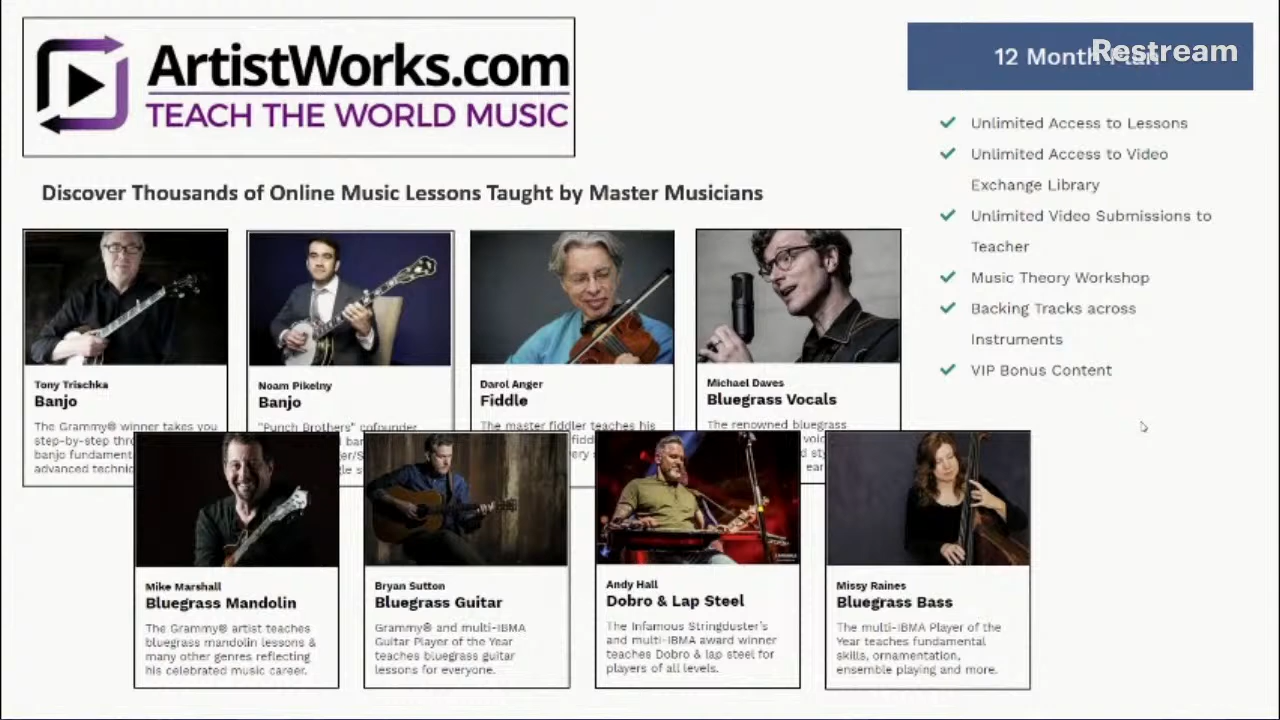 ArtistWorks.com
TEACH THE WORLD MUSIC
12 Month Plan
Restream
Unlimited Access to Lessons
Unlimited Access to Video
Exchange Library
Unlimited Video Submissions to
Teacher
Music Theory Workshop
Backing Tracks across
Instruments
VIP Bonus Content
Discover Thousands of Online Music Lessons Taught by Master Musicians
Tony Trischka
Banjo
The Grammy® winner takes you
step-by-step
banjo
advanced
Noam Pikelny
Banjo
"Punch Brothers" cofounder
Darol Anger
Fiddle
The master fiddler teaches his
Michael Daves
Bluegrass Vocals
The renowned bluegrass
Mike Marshall
Bluegrass Mandolin
The Grammy® artist teaches
bluegrass mandolin lessons &
many other genres reflecting
his celebrated music career.
Bryan Sutton
Bluegrass Guitar
Grammy® and multi-IBMA
Guitar Player of the Year
teaches bluegrass guitar
lessons for everyone.
Andy Hall
Dobro & Lap Steel
The Infamous Stringduster's
and multi-IBMA award winner
teaches Dobro & lap steel for
players of all levels.
Missy Raines
Bluegrass Bass
The multi-IBMA Player of the
Year teaches fundamental
skills, ornamentation,
ensemble playing and more.